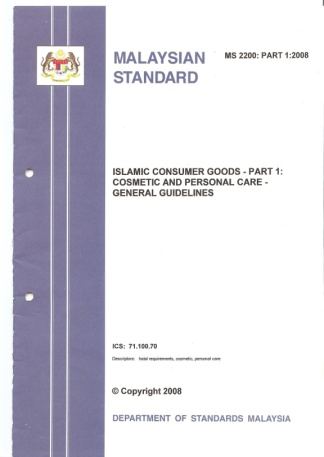 MALAYSIAN
STANDARD
MS 2200: PART 1:2008
ISLAMIC CONSUMER GOODS - PART 1:
COSMETIC AND PERSONAL CARE -
GENERAL GUIDELINES
ICS: 71.100.70
Descriptors: halal requirements, cosmetic, personal care
© Copyright 2008
DEPARTMENT OF STANDARDS MALAYSIA